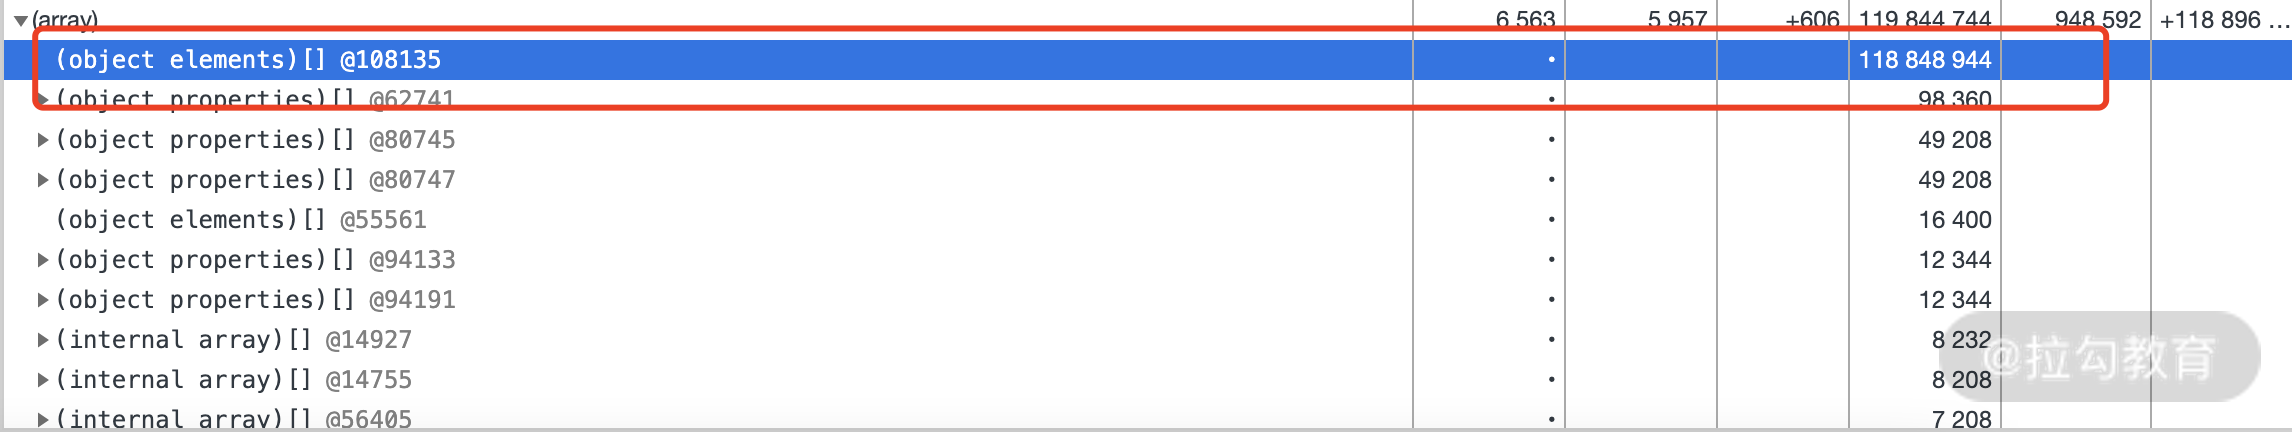 ▼(array) 6 563 5 957 +606 119 844 744 948 592 +118 896 …
(object elements)[] @108135 • 118 848 944
▶(object properties)[] @62741 • 98 360
▶(object properties)[] @80745 • 49 208
▶(object properties)[] @80747 • 49 208
(object elements)[] @55561 • 16 400
▶(object properties)[] @94133 • 12 344
▶(object properties)[] @94191 • 12 344
▶(internal array)[] @14927 • 8 232
▶(internal array)[] @14755 • 8 208
▶(internal array)[] @56405 • 7 208
@拉勾教育